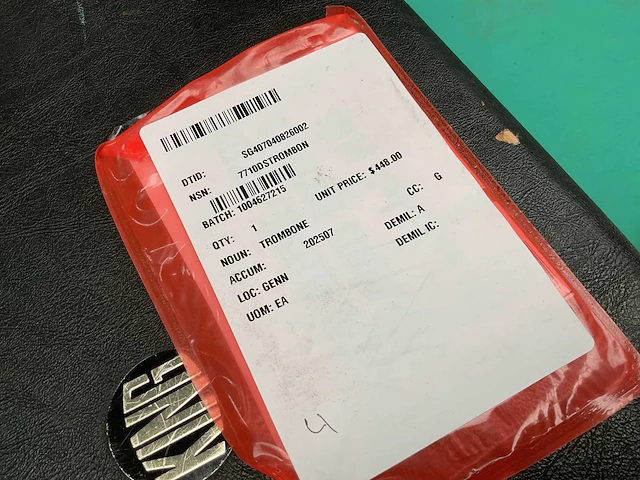 DTID: SG407040826002
NSN: 7710DSTROMBON
BATCH: 1004627215
UNIT PRICE: $ 448.00
QTY: 1
CC: G
NOUN: TROMBONE
DEMIL: A
ACCUM: 202507
DEMIL IC:
LOC: GENN
UOM: EA
4
KING